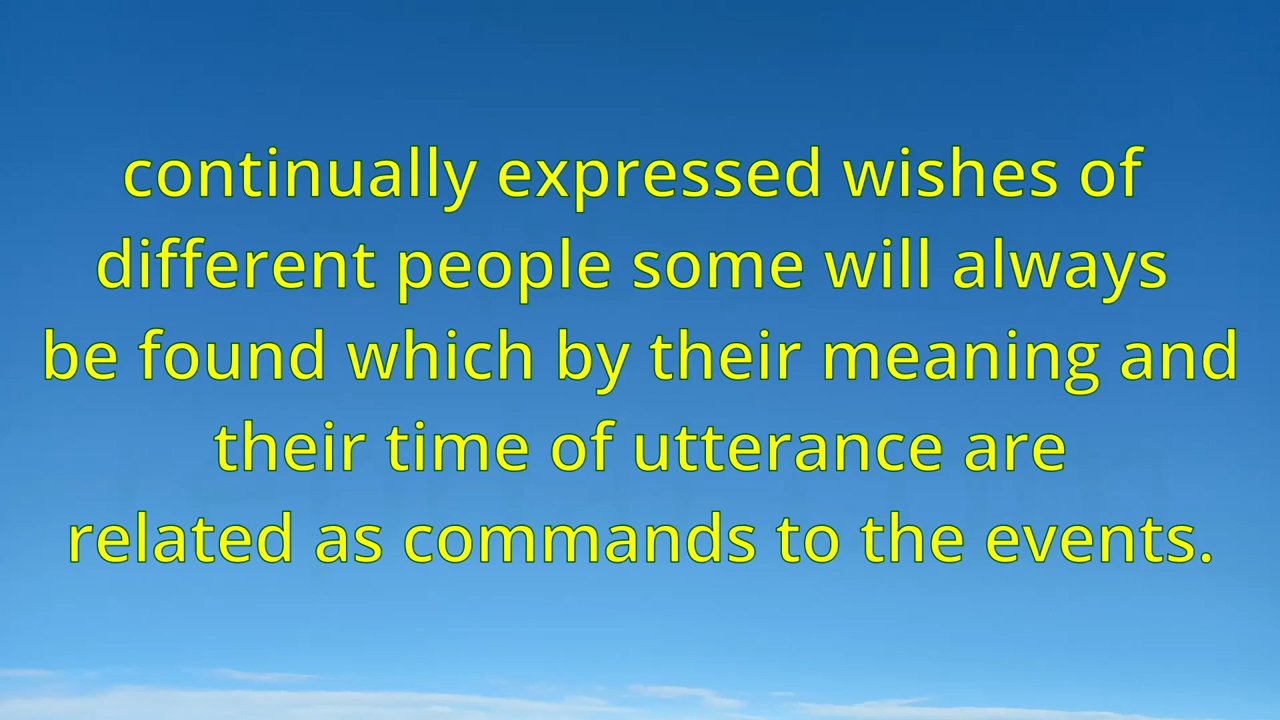 continually expressed wishes of
different people some will always
be found which by their meaning and
their time of utterance are
related as commands to the events.